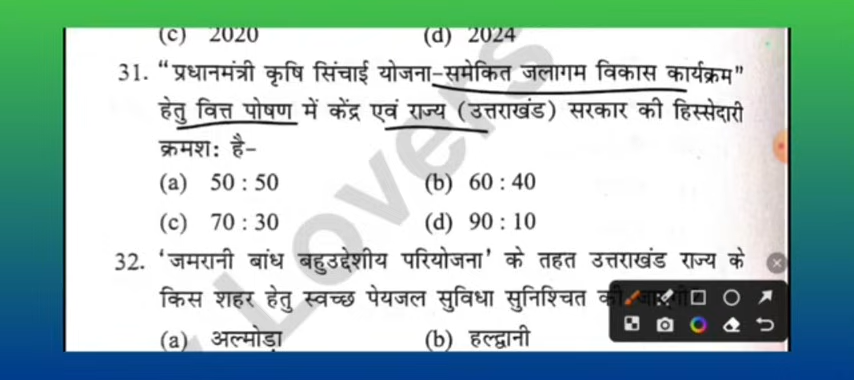 (c) 2020 (d) 2024
31. “प्रधानमंत्री कृषि सिंचाई योजना-समेकित जलागम विकास कार्यक्रम”
हेतु वित्त पोषण में केंद्र एवं राज्य (उत्तराखंड) सरकार की हिस्सेदारी
क्रमश: है-
(a) 50 : 50 (b) 60 : 40
(c) 70 : 30 (d) 90 : 10
32. ‘जमरानी बांध बहुउद्देशीय परियोजना’ के तहत उत्तराखंड राज्य के
किस शहर हेतु स्वच्छ पेयजल सुविधा सुनिश्चित की
(a) अल्मोड़ा (b) हल्द्वानी
Lovers